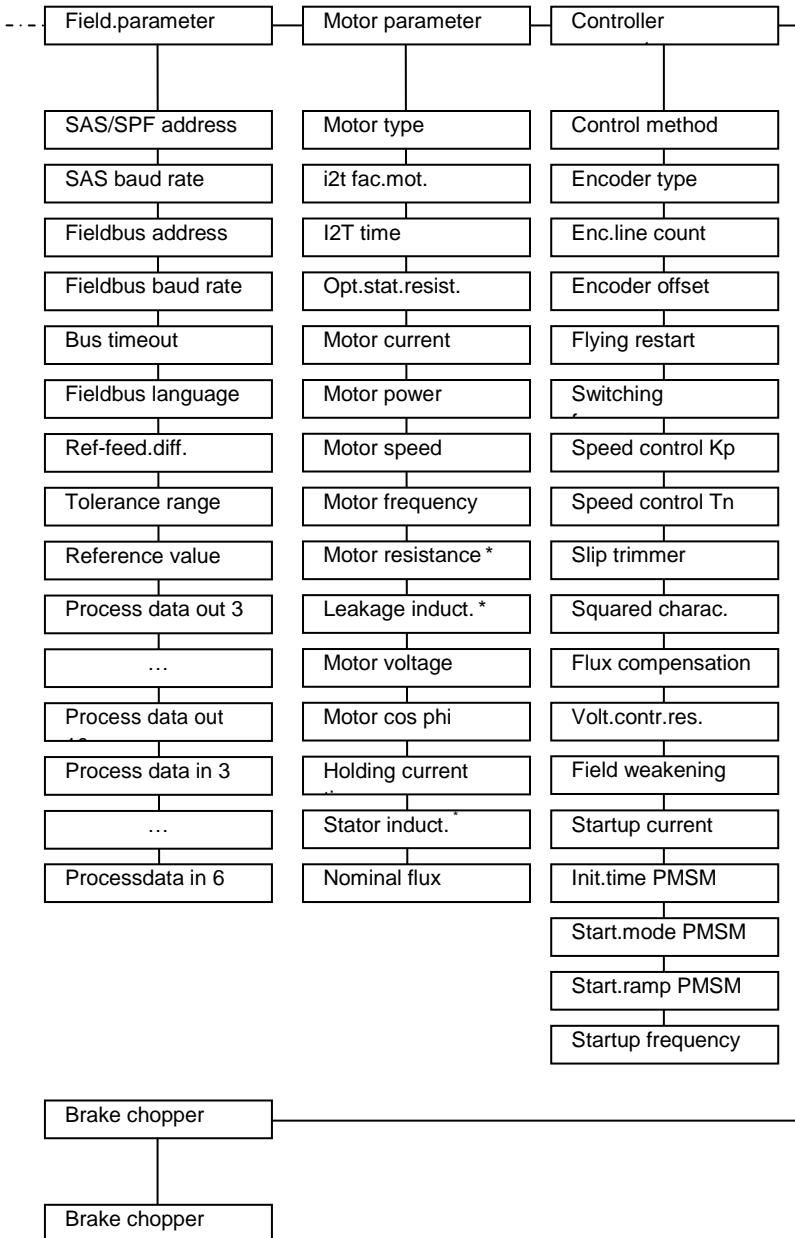 Field.parameter
SAS/SPF address
SAS baud rate
Fieldbus address
Fieldbus baud rate
Bus timeout
Fieldbus language
Ref-feed.diff.
Tolerance range
Reference value
Process data out 3
…
Process data out
Process data in 3
…
Processdata in 6
Motor parameter
Motor type
i2t fac.mot.
I2T time
Opt.stat.resist.
Motor current
Motor power
Motor speed
Motor frequency
Motor resistance *
Leakage induct. *
Motor voltage
Motor cos phi
Holding current
Stator induct. *
Nominal flux
Controller
Control method
Encoder type
Enc.line count
Encoder offset
Flying restart
Switching
Speed control Kp
Speed control Tn
Slip trimmer
Squared charac.
Flux compensation
Volt.contr.res.
Field weakening
Startup current
Init.time PMSM
Start.mode PMSM
Start.ramp PMSM
Startup frequency
Brake chopper
Brake chopper